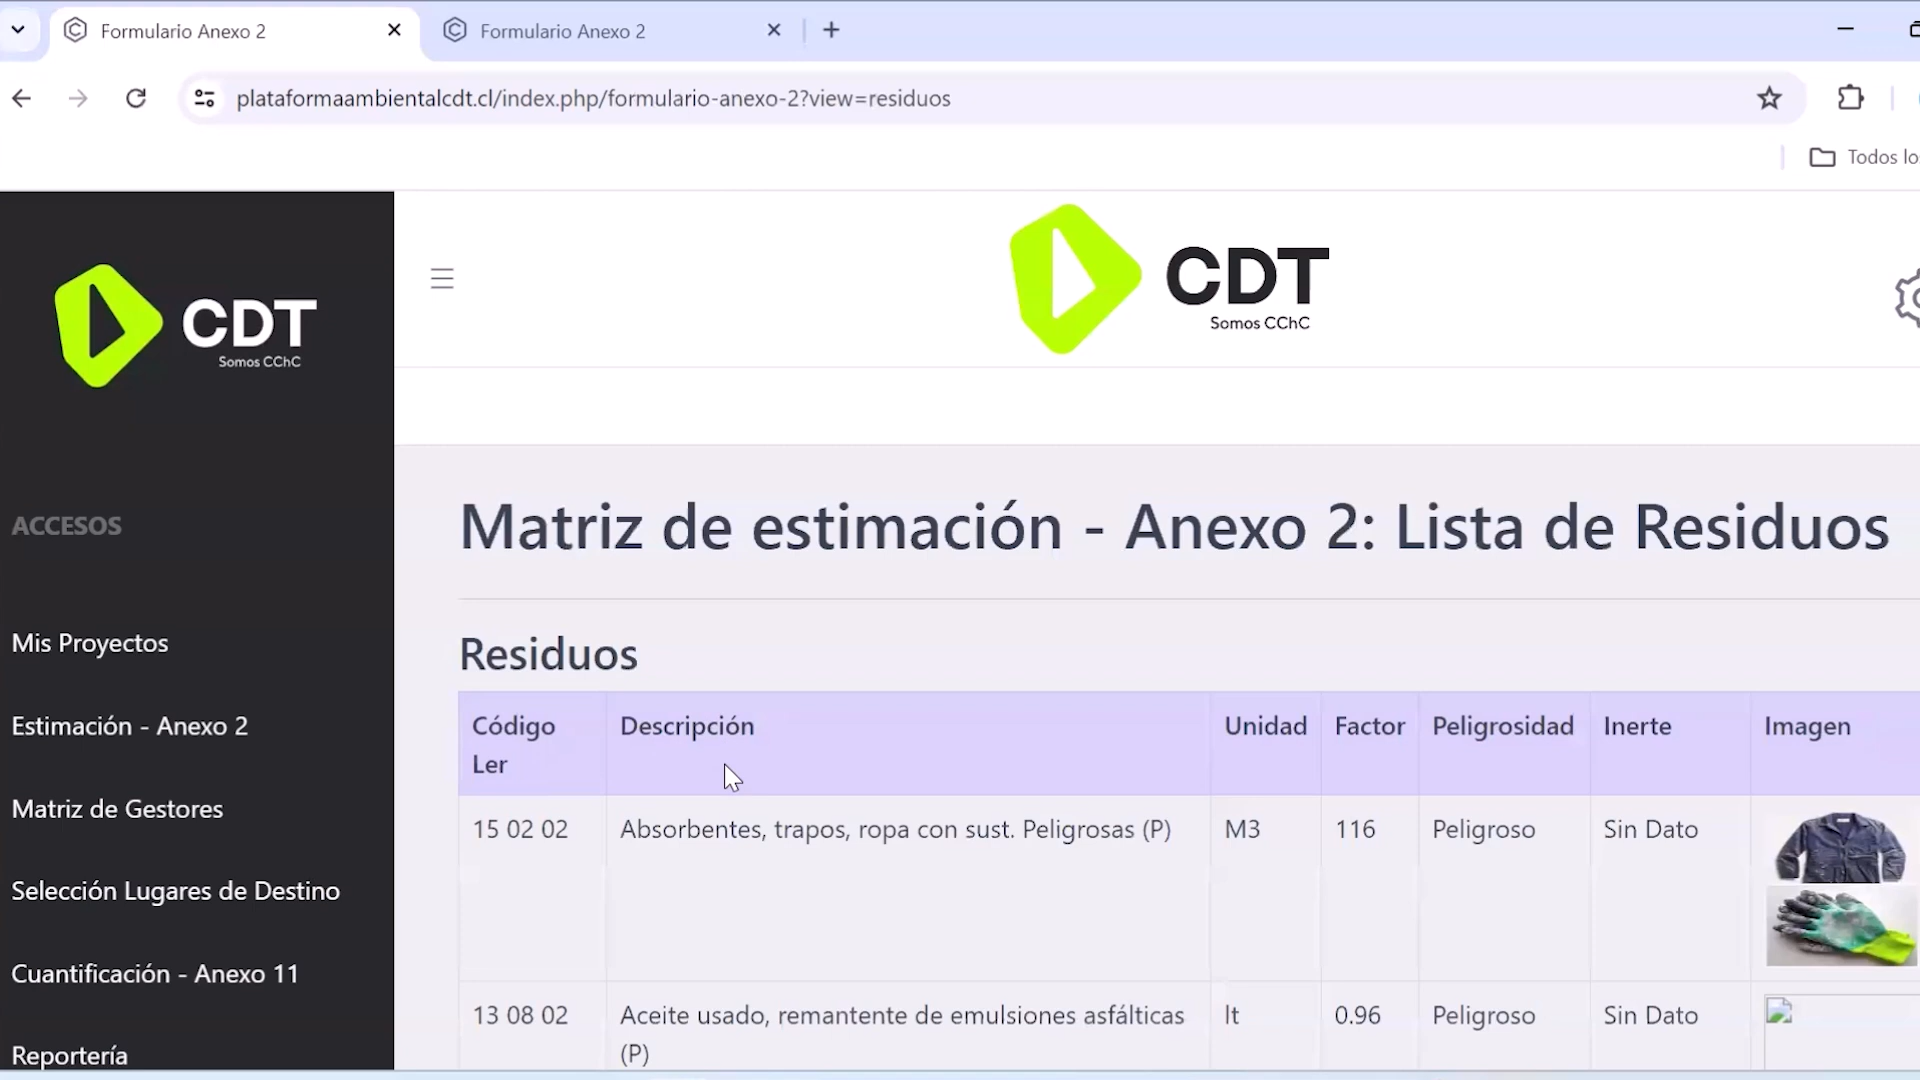 Formulario Anexo 2
Formulario Anexo 2
plataformaambientalcdt.cl/index.php/formulario-anexo-2?view=residuos
Todos lo
CDT
Somos CChC
CDT
Somos CChC
ACCESOS
Mis Proyectos
Estimación - Anexo 2
Matriz de Gestores
Selección Lugares de Destino
Cuantificación - Anexo 11
Reportería
Matriz de estimación - Anexo 2: Lista de Residuos
Residuos
Código Descripción Unidad Factor Peligrosidad Inerte Imagen
Ler
15 02 02 Absorbentes, trapos, ropa con sust. Peligrosas (P) M3 116 Peligroso Sin Dato
13 08 02 Aceite usado, remantente de emulsiones asfálticas lt 0.96 Peligroso Sin Dato
(P)